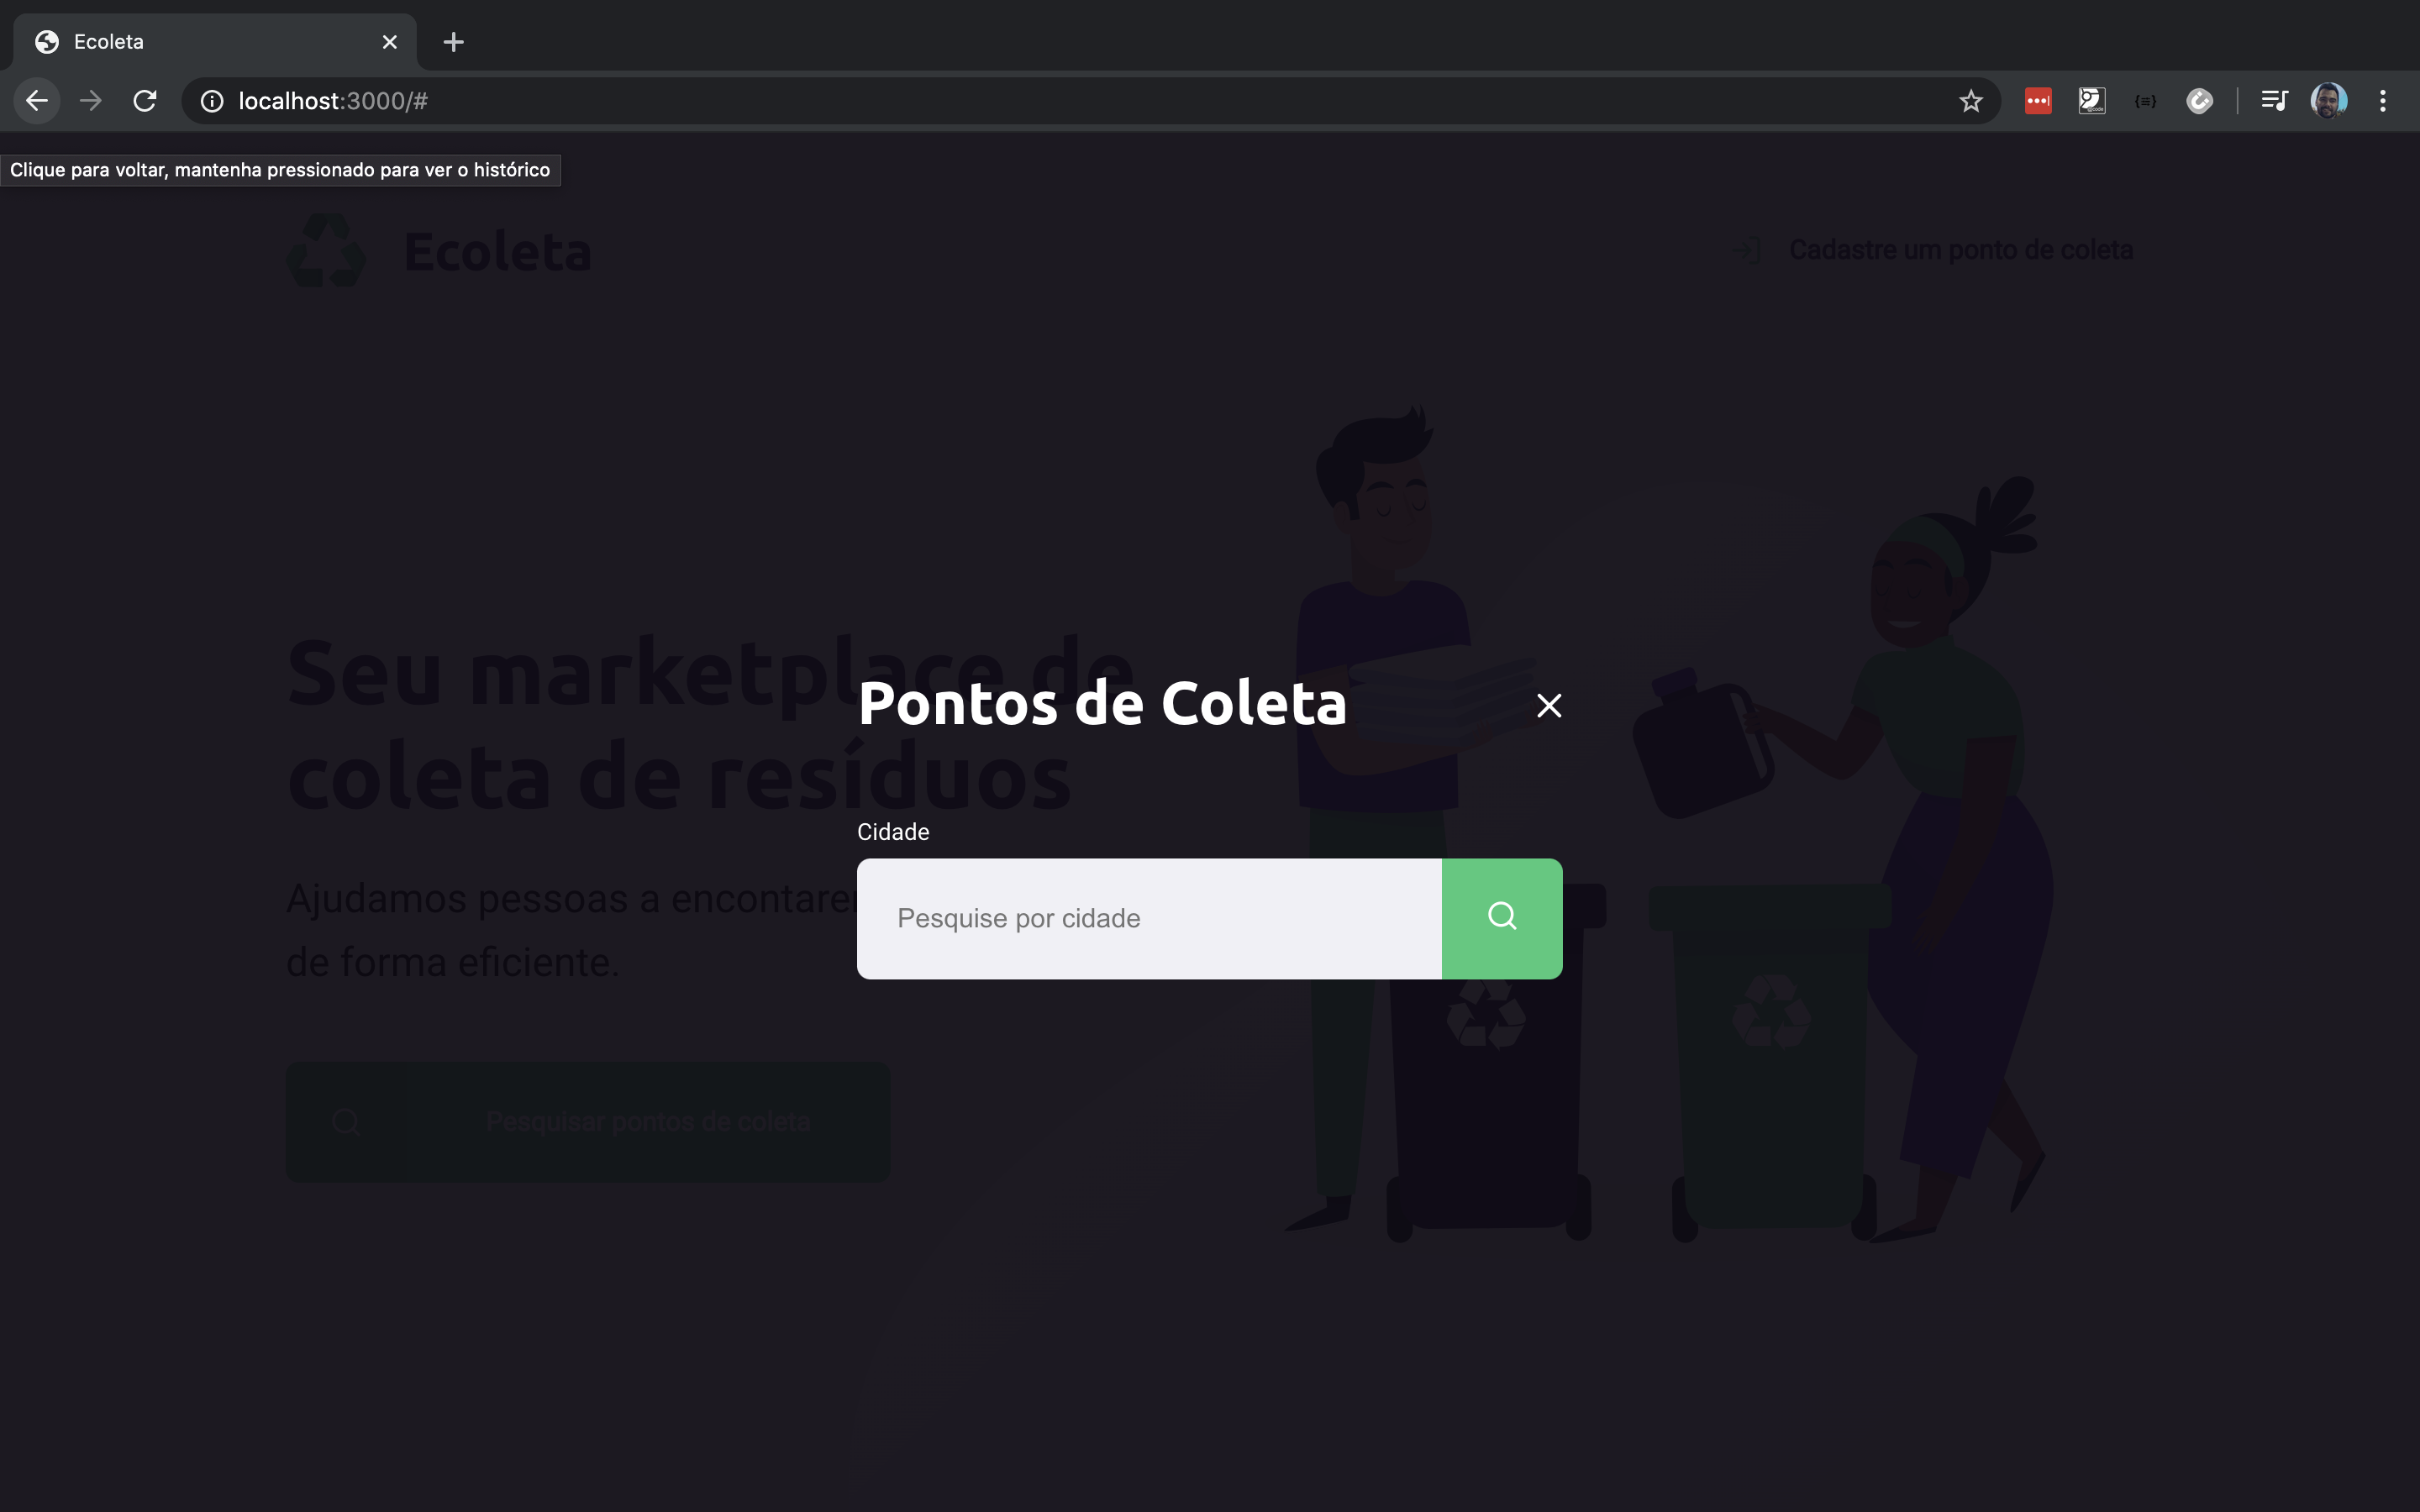 Ecoleta
localhost:3000/#
Clique para voltar, mantenha pressionado para ver o histórico
Ecoleta
Cadastre um ponto de coleta
Seu marketplace de
coleta de resíduos
Pontos de Coleta
Cidade
Ajudamos pessoas a
de forma eficiente.
Pesquise por cidade
Pesquisar pontos de coleta